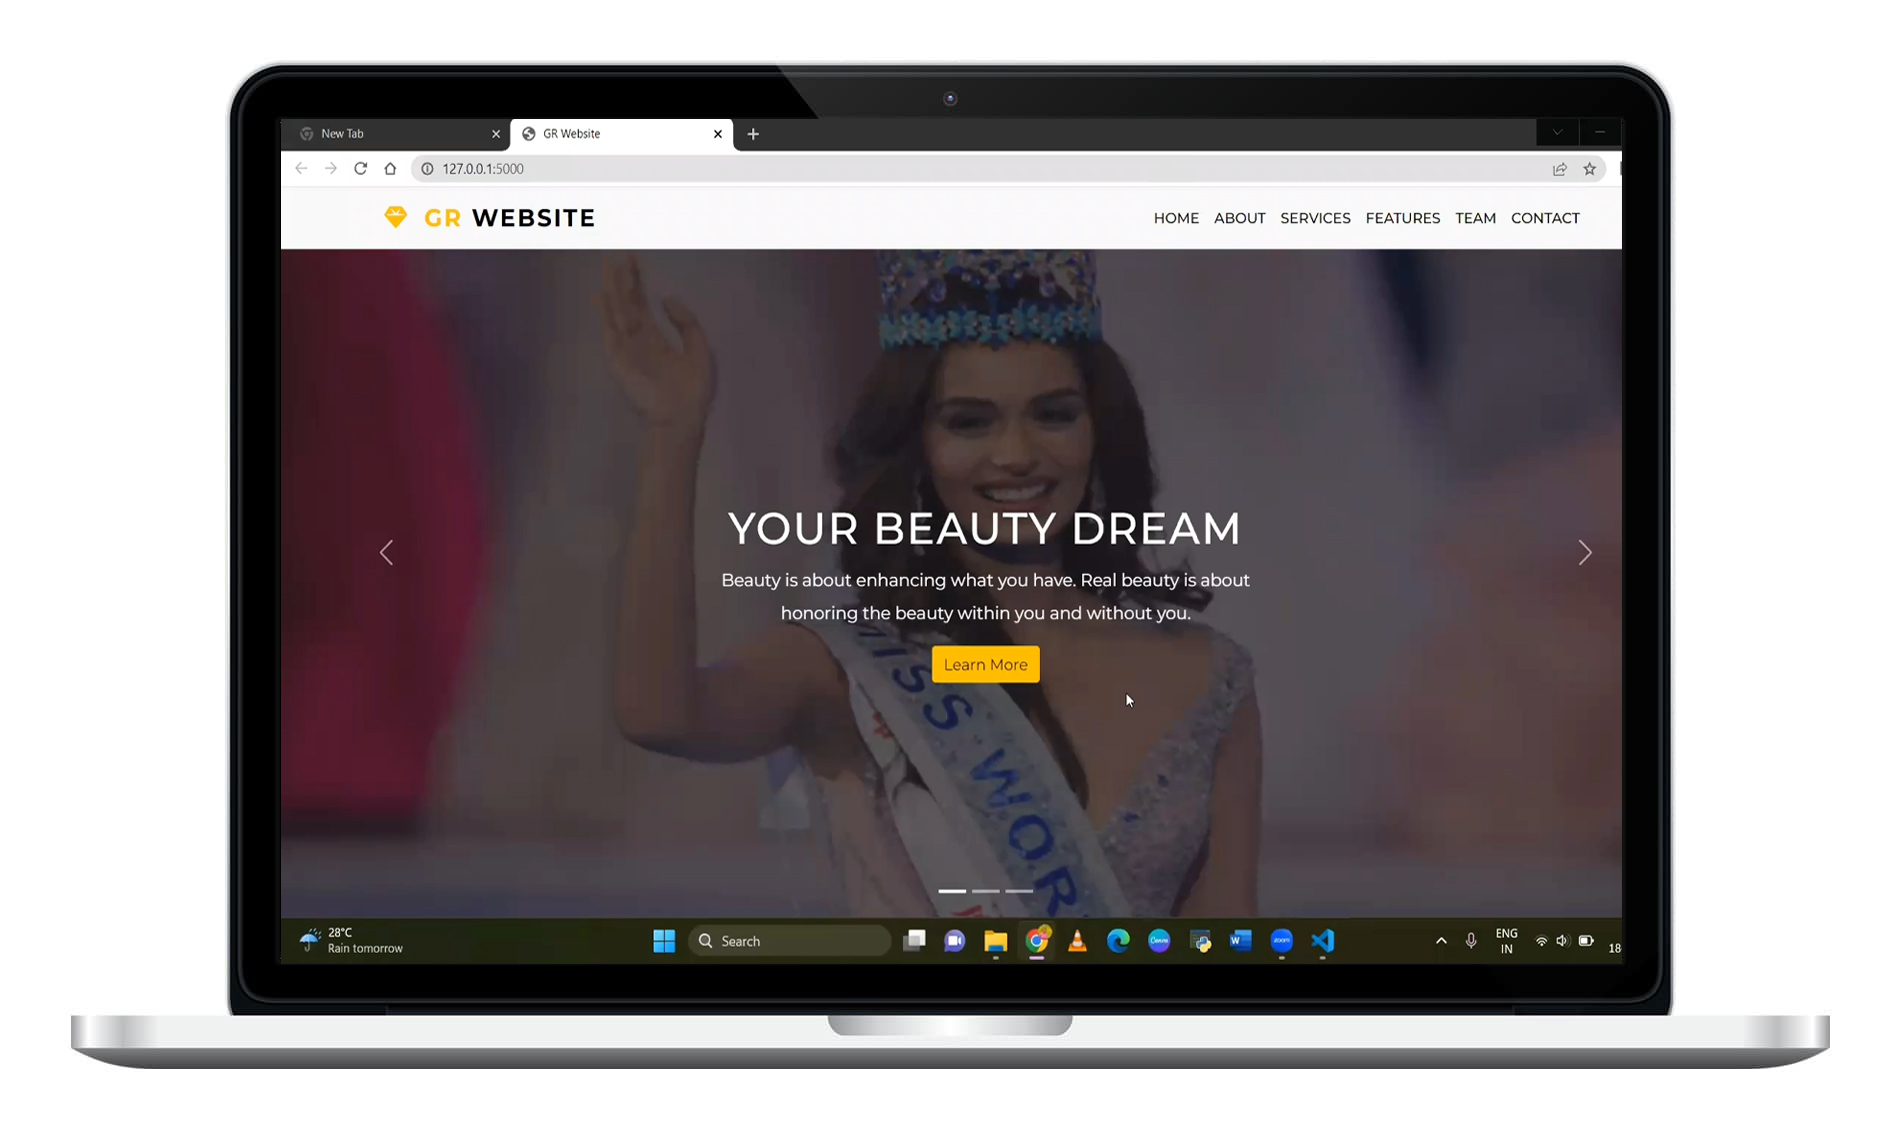 New Tab
GR Website
127.0.0.1:5000
GR WEBSITE
HOME ABOUT SERVICES FEATURES TEAM CONTACT
YOUR BEAUTY DREAM
Beauty is about enhancing what you have. Real beauty is about
honoring the beauty within you and without you.
Learn More
MISS WOR
28°C
Rain tomorrow
Search
Canva
W
zoom
ENG
IN
18